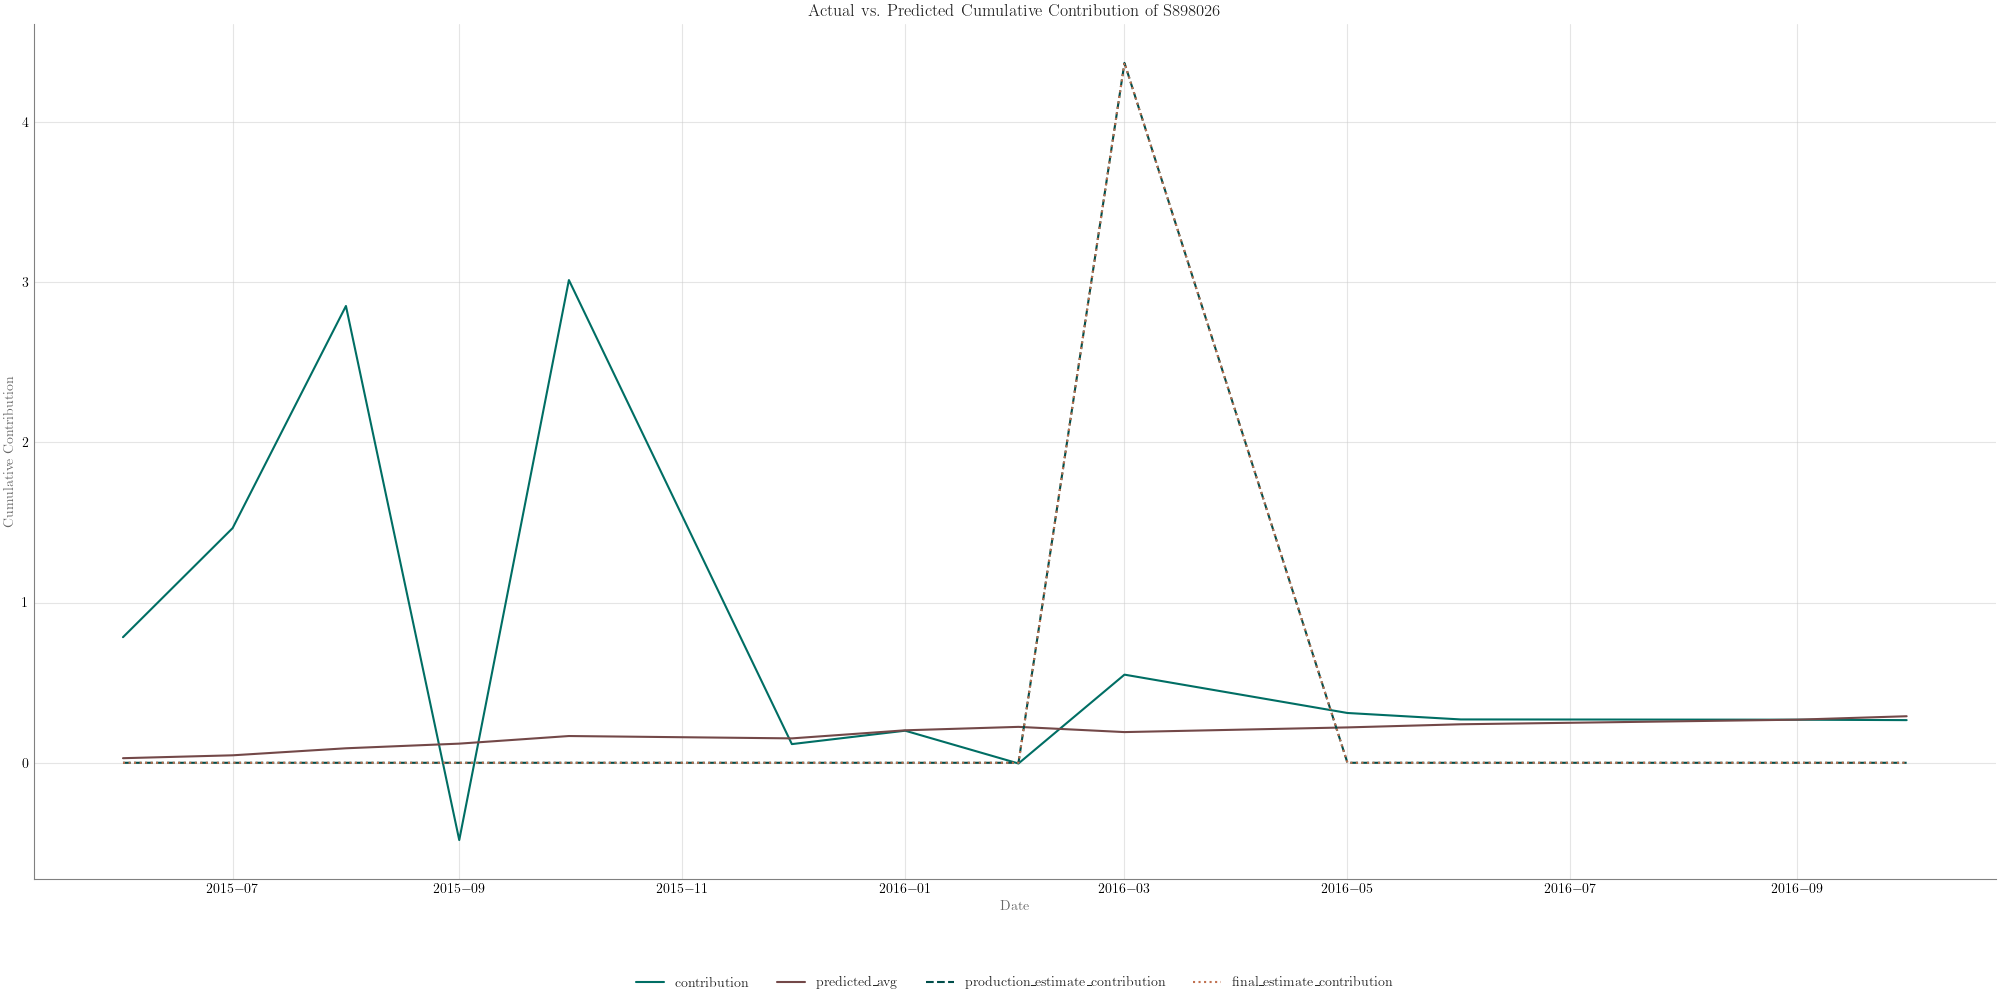 Actual vs. Predicted Cumulative Contribution of S898026
Cumulative Contribution
4
3
2
1
0
2015−07 2015−09 2015−11 2016−01 2016−03 2016−05 2016−07 2016−09
Date
contribution predicted_avg production_estimate_contribution final_estimate_contribution